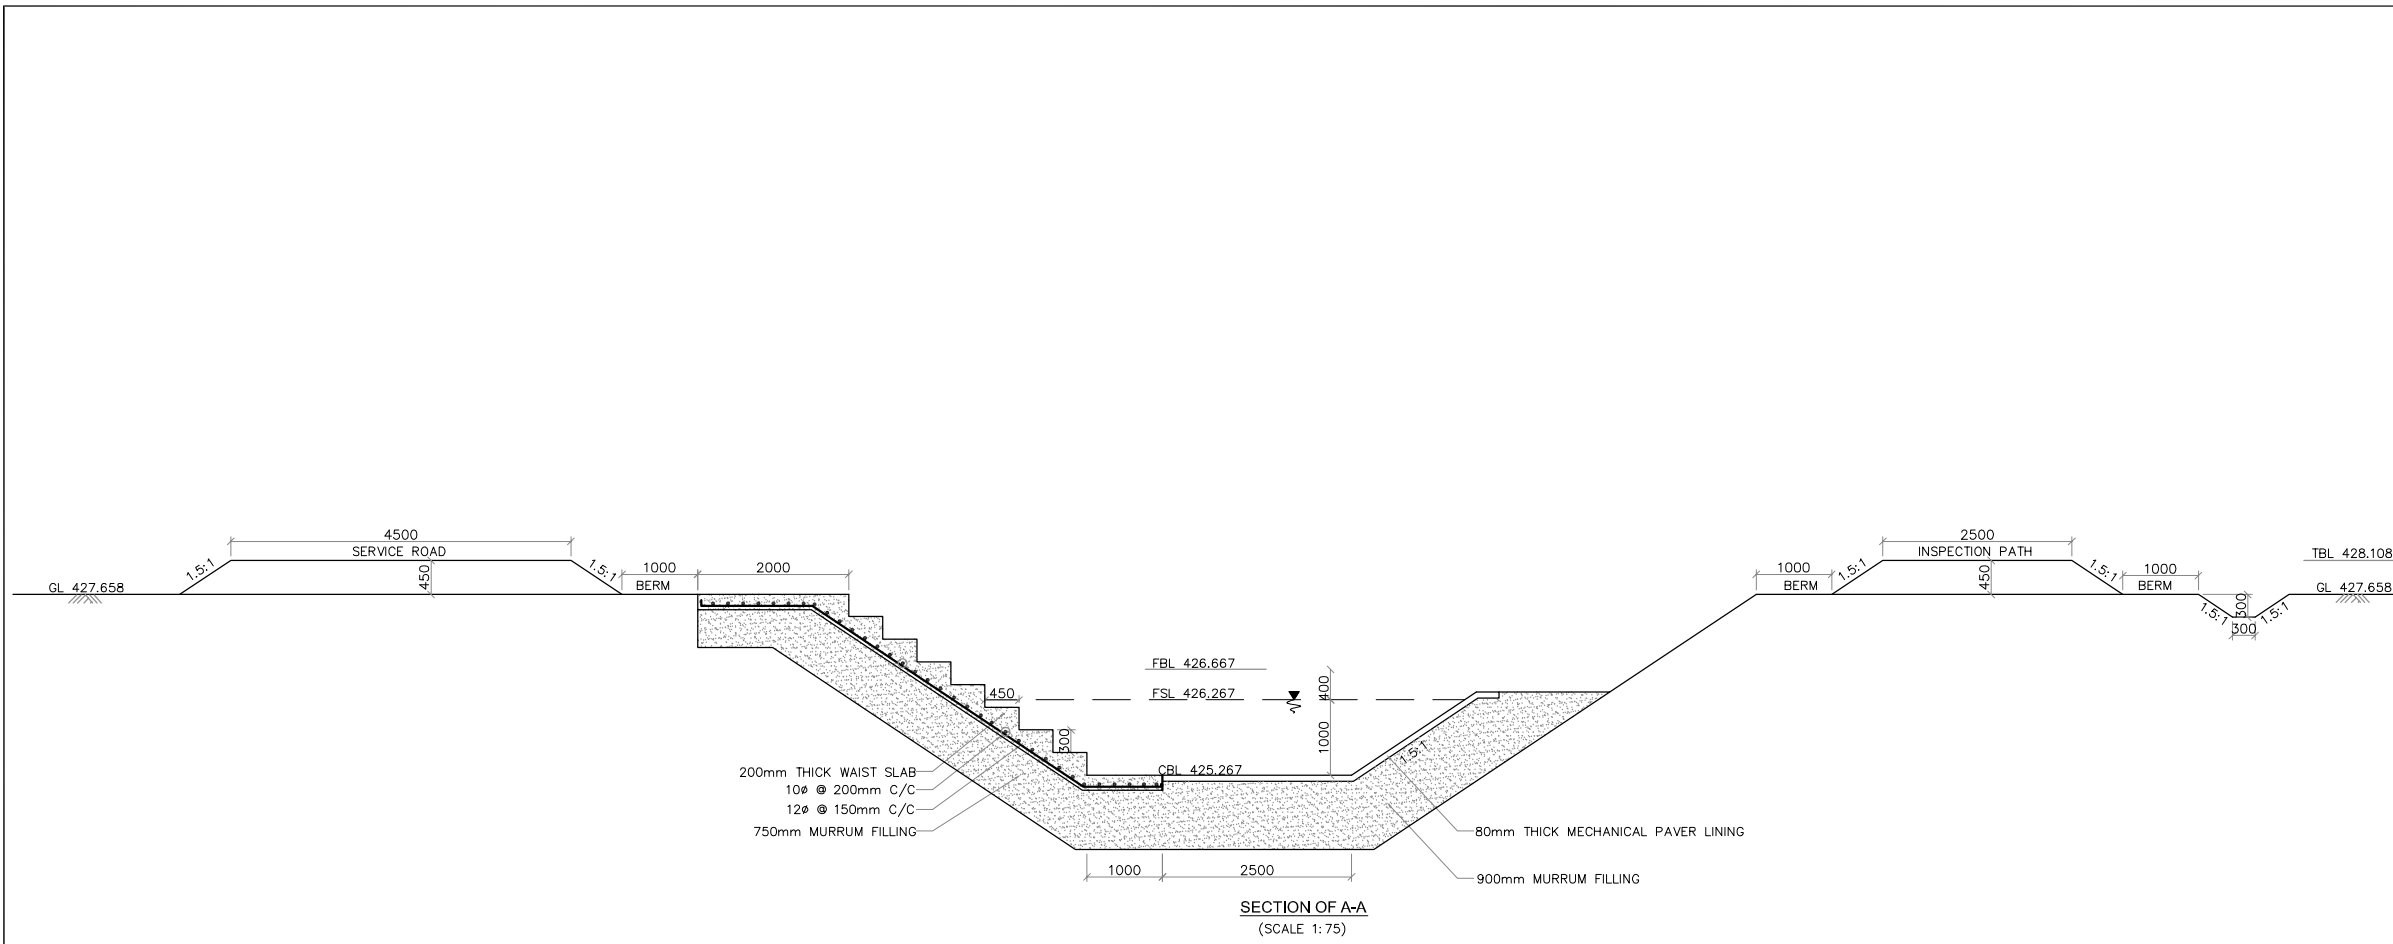 4500
SERVICE ROAD
1.5:1
450
1.5:1
GL 427.658
1000
BERM
2000
2500
INSPECTION PATH
1.5:1
450
1.5:1
1000
BERM
1000
BERM
TBL 428.108
GL 427.658
300
1.5:1
1.5:1
300
FBL 426.667
FSL 426.267
450
400
1000
300
CBL 425.267
1.5:1
200mm THICK WAIST SLAB
10ø @ 200mm C/C
12ø @ 150mm C/C
750mm MURRUM FILLING
80mm THICK MECHANICAL PAVER LINING
900mm MURRUM FILLING
1000
2500
SECTION OF A-A
(SCALE 1:75)